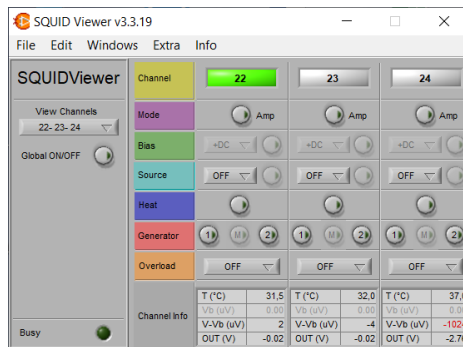 SQUID Viewer v3.3.19
File Edit Windows Extra Info
SQUIDViewer
View Channels
22- 23- 24
Global ON/OFF
Busy
Channel 22 23 24
Mode Amp Amp Amp
Bias +DC +DC +DC
Source OFF OFF OFF
Heat
Generator 1 M 2 1 M 2 1 M 2
Overload OFF OFF OFF
Channel Info
T (°C) 31,5 T (°C) 32,0 T (°C)
Vb (uV) 0.00 Vb (uV) 0.00 Vb (uV)
V-Vb (uV) 2 V-Vb (uV) -4 V-Vb (uV)
OUT (V) -0.02 OUT (V) -0.02 OUT (V)